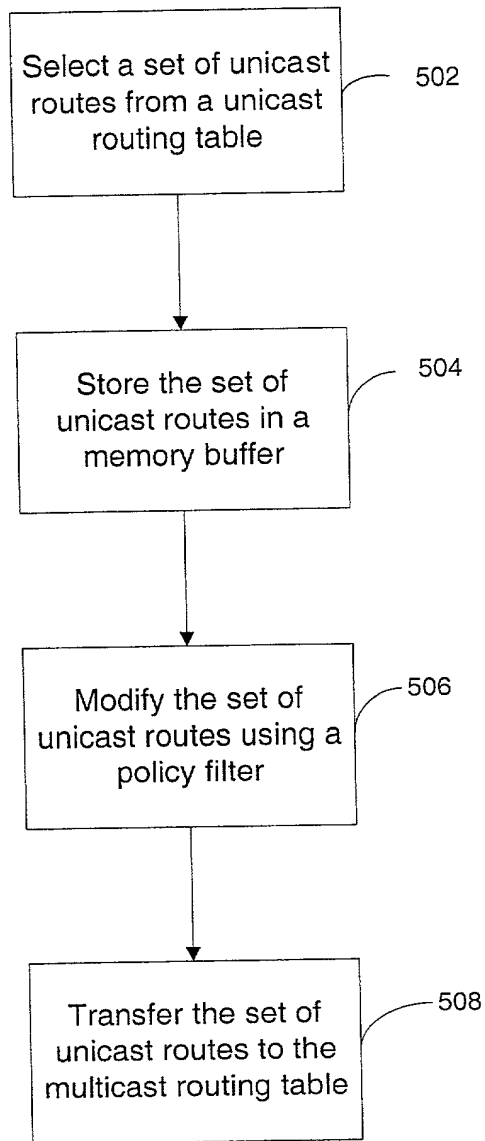 Select a set of unicast
routes from a unicast
routing table
502
Store the set of
unicast routes in a
memory buffer
504
Modify the set of
unicast routes using a
policy filter
506
Transfer the set of
unicast routes to the
multicast routing table
508